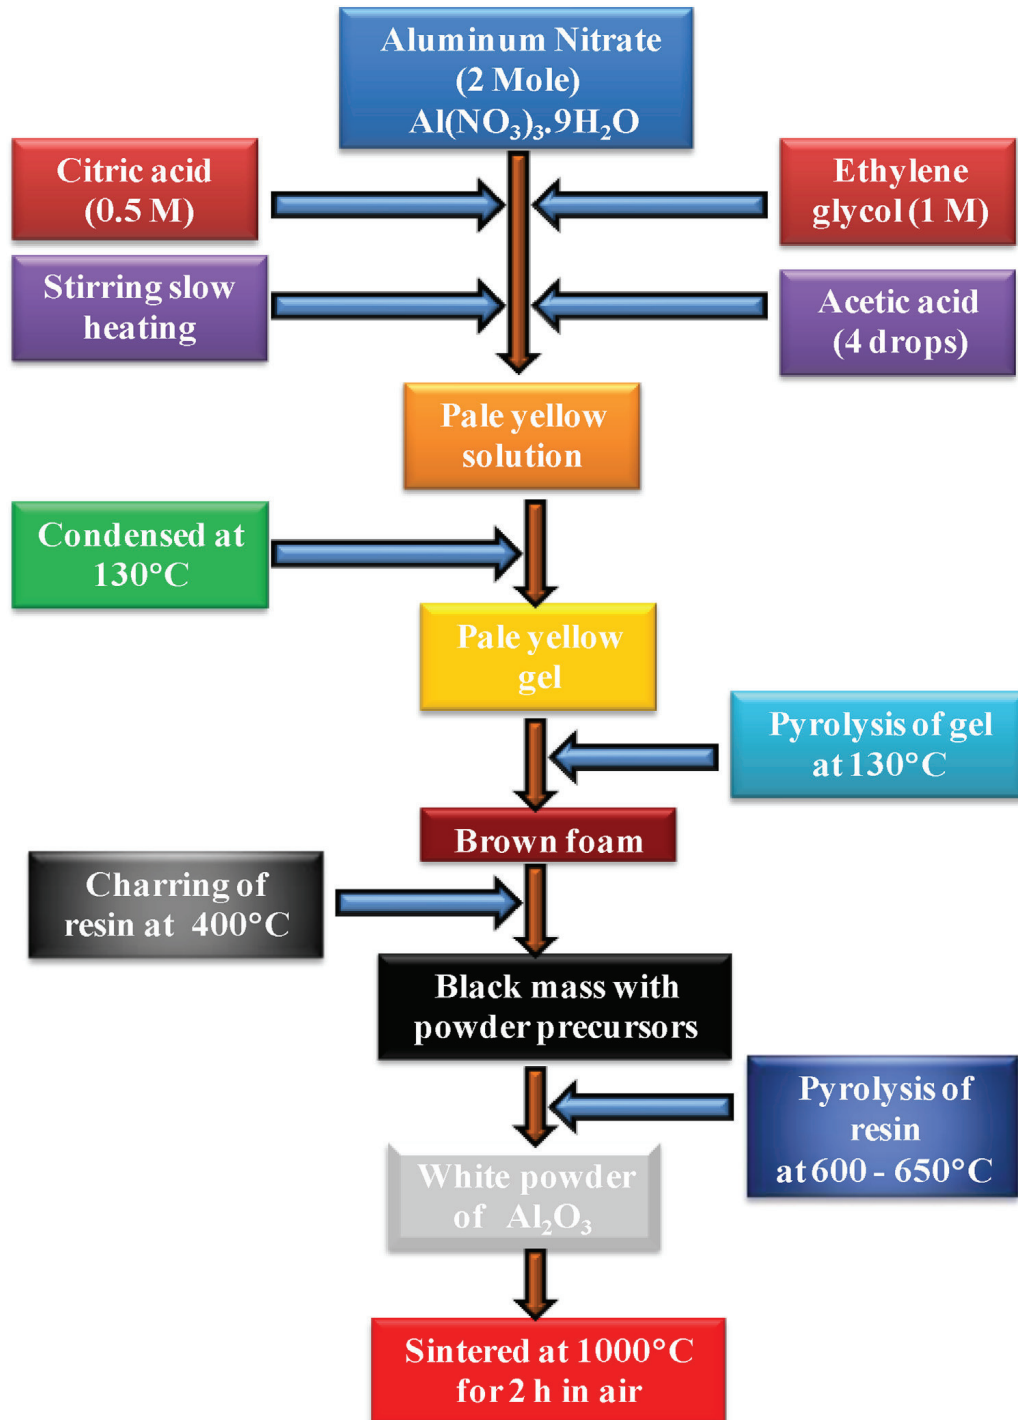 Aluminum Nitrate
(2 Mole)
Al(NO₃)₃.9H₂O
Citric acid
(0.5 M)
Ethylene
glycol (1 M)
Stirring slow
heating
Acetic acid
(4 drops)
Pale yellow
solution
Condensed at
130°C
Pale yellow
gel
Pyrolysis of gel
at 130°C
Brown foam
Charring of
resin at 400°C
Black mass with
powder precursors
Pyrolysis of
resin
at 600 - 650°C
White powder
of Al₂O₃
Sintered at 1000°C
for 2 h in air